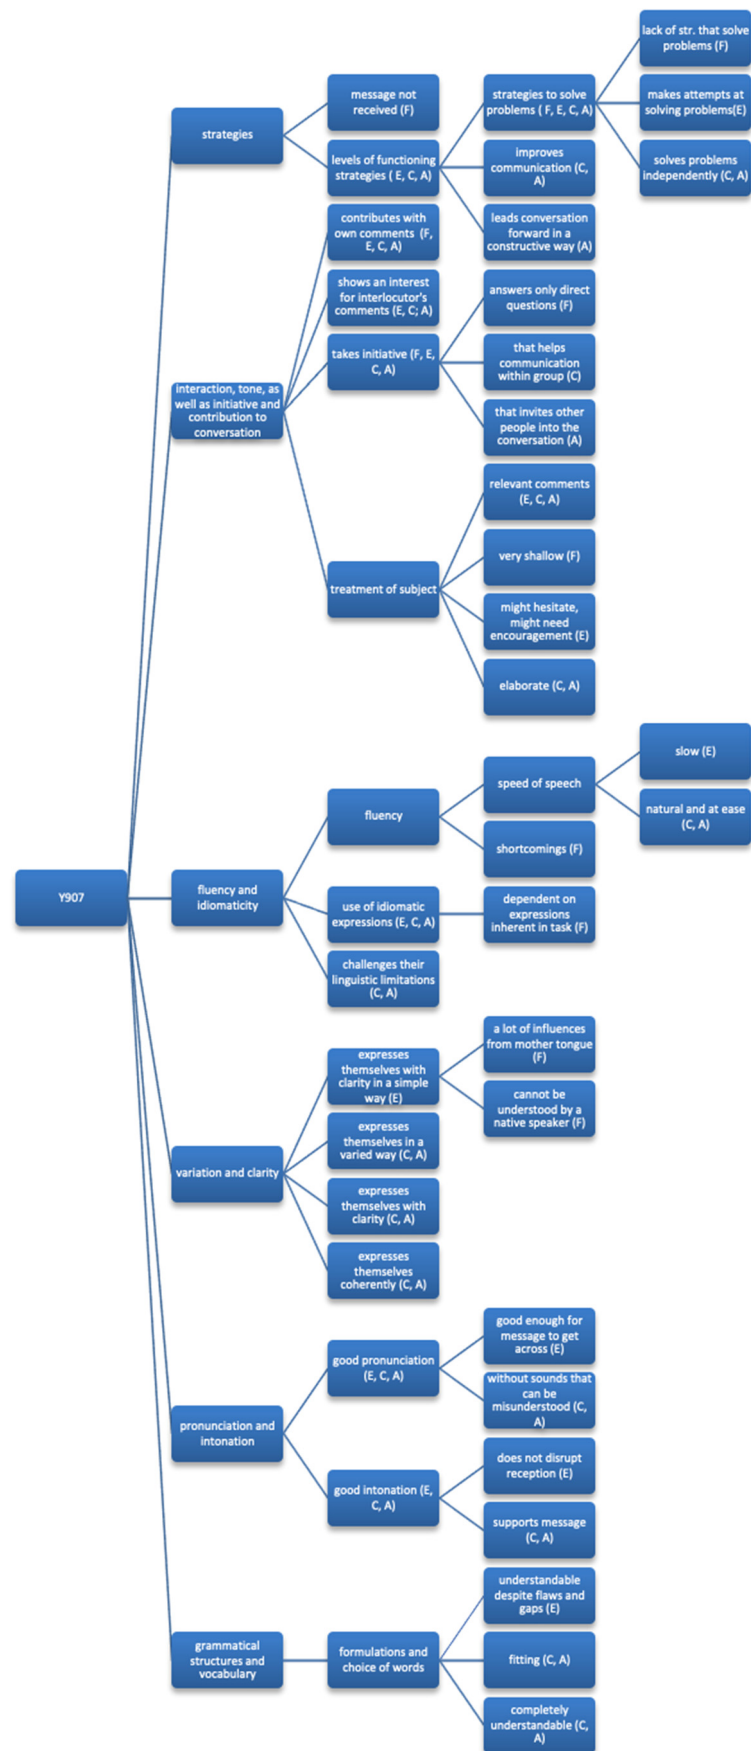 lack of str. that solve
problems (F)
message not
received (F)
strategies to solve
problems ( F, E, C, A)
makes attempts at
solving problems(E)
strategies
levels of functioning
strategies ( E, C, A)
improves
communication (C,
A)
solves problems
independently (C, A)
contributes with
own comments (F,
E, C, A)
leads conversation
forward in a
constructive way (A)
shows an interest
for interlocutor's
comments (E, C; A)
answers only direct
questions (F)
takes initiative (F, E,
C, A)
that helps
communication
within group (C)
interaction, tone, as
well as initiative and
contribution to
conversation
that invites other
people into the
conversation (A)
relevant comments
(E, C, A)
very shallow (F)
treatment of subject
might hesitate,
might need
encouragement (E)
elaborate (C, A)
slow (E)
speed of speech
fluency
natural and at ease
(C, A)
shortcomings (F)
Y907
fluency and
idiomaticity
use of idiomatic
expressions (E, C, A)
dependent on
expressions
inherent in task (F)
challenges their
linguistic limitations
(C, A)
a lot of influences
from mother tongue
(F)
expresses
themselves with
clarity in a simple
way (E)
cannot be
understood by a
native speaker (F)
expresses
themselves in a
varied way (C, A)
variation and clarity
expresses
themselves with
clarity (C, A)
expresses
themselves
coherently (C, A)
good enough for
message to get
across (E)
good pronunciation
(E, C, A)
without sounds that
can be
misunderstood (C,
A)
pronunciation and
intonation
does not disrupt
reception (E)
good intonation (E,
C, A)
supports message
(C, A)
understandable
despite flaws and
gaps (E)
grammatical
structures and
vocabulary
formulations and
choice of words
fitting (C, A)
completely
understandable (C,
A)